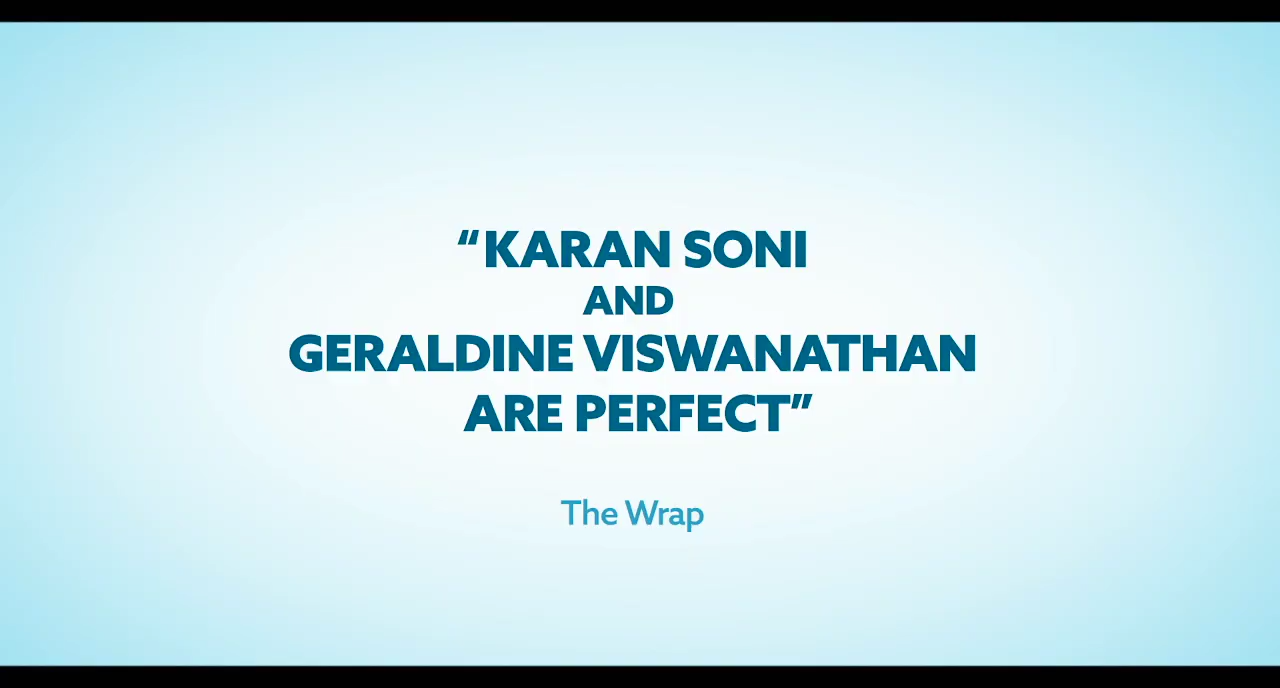 “KARAN SONI
AND
GERALDINE VISWANATHAN
ARE PERFECT”
The Wrap